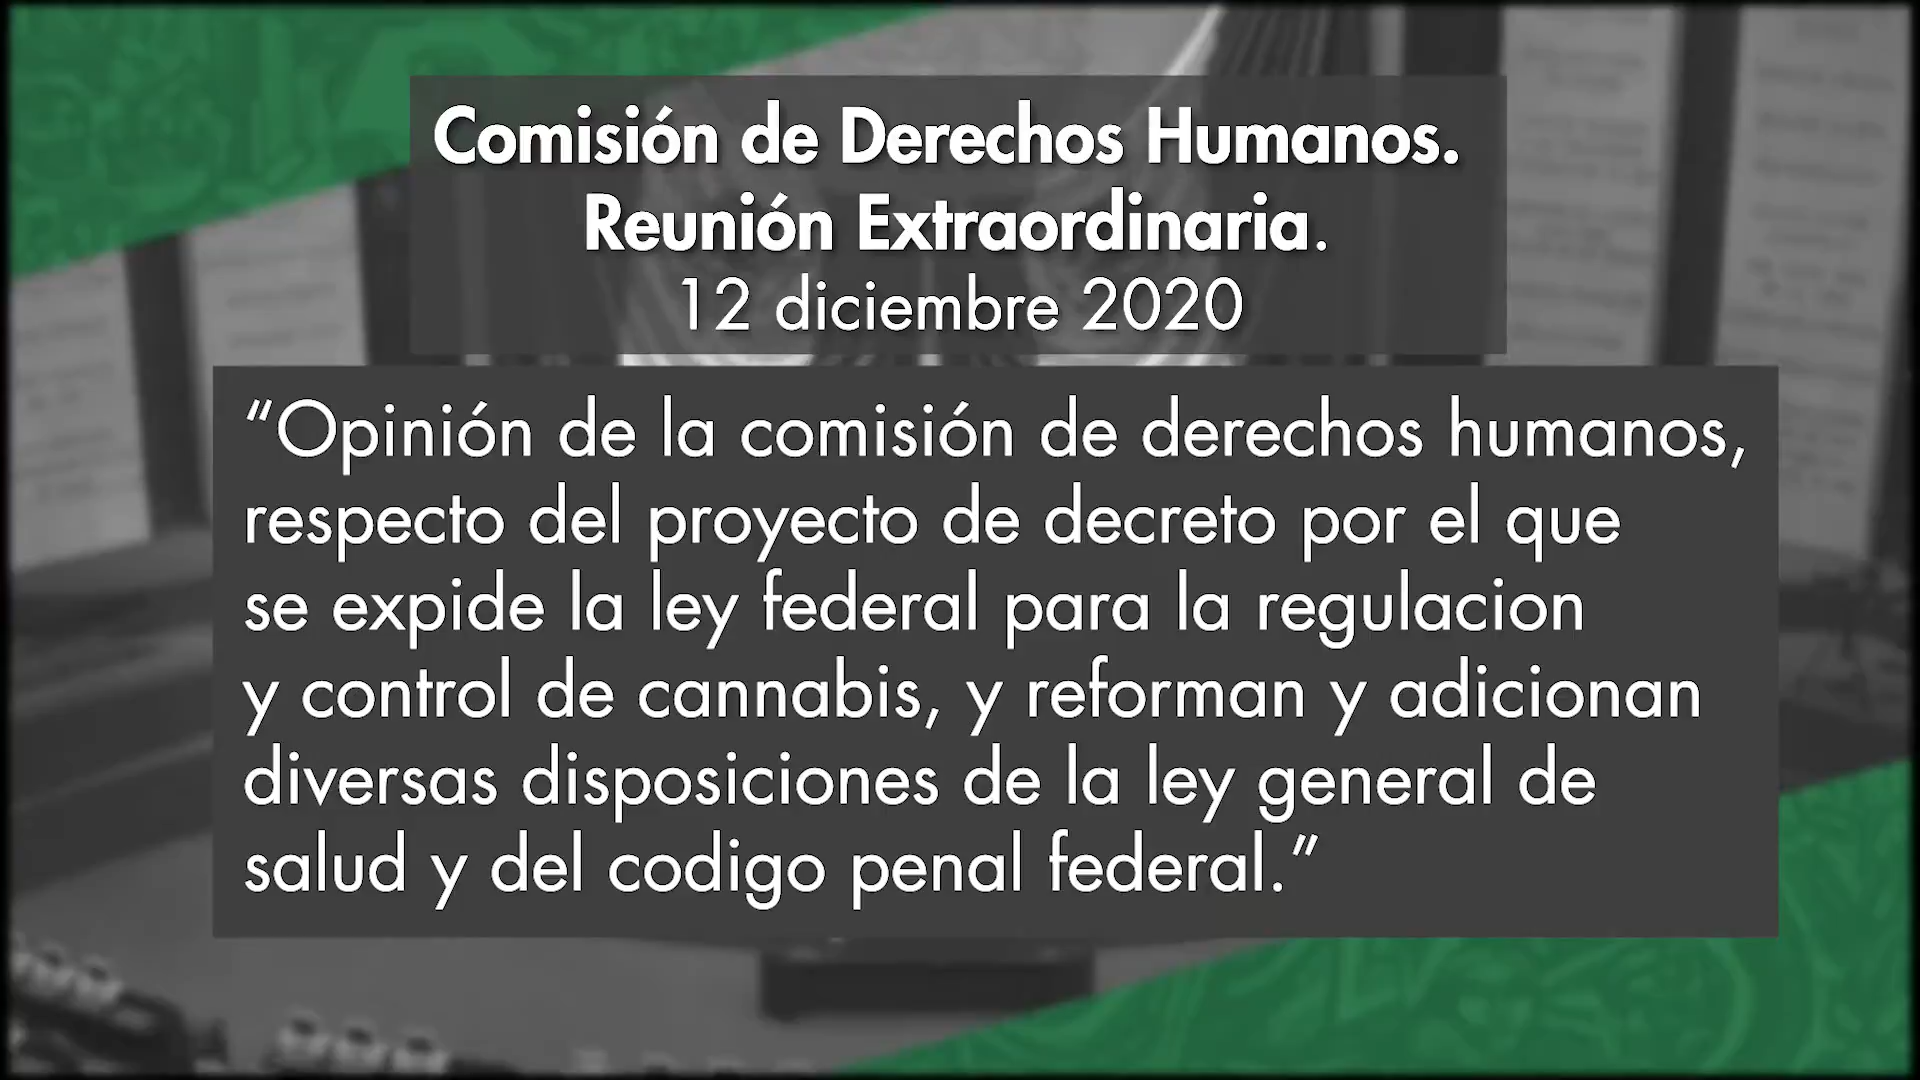 Comisión de Derechos Humanos.
Reunión Extraordinaria.
12 diciembre 2020
“Opinión de la comisión de derechos humanos,
respecto del proyecto de decreto por el que
se expide la ley federal para la regulacion
y control de cannabis, y reforman y adicionan
diversas disposiciones de la ley general de
salud y del codigo penal federal.”